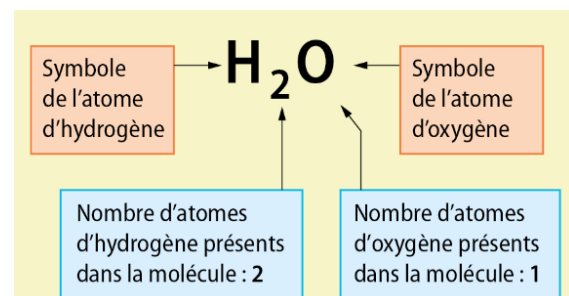 Symbole
de l'atome
d'hydrogène
H₂O
Symbole
de l'atome
d'oxygène
Nombre d'atomes
d'hydrogène présents
dans la molécule : 2
Nombre d'atomes
d'oxygène présents
dans la molécule : 1